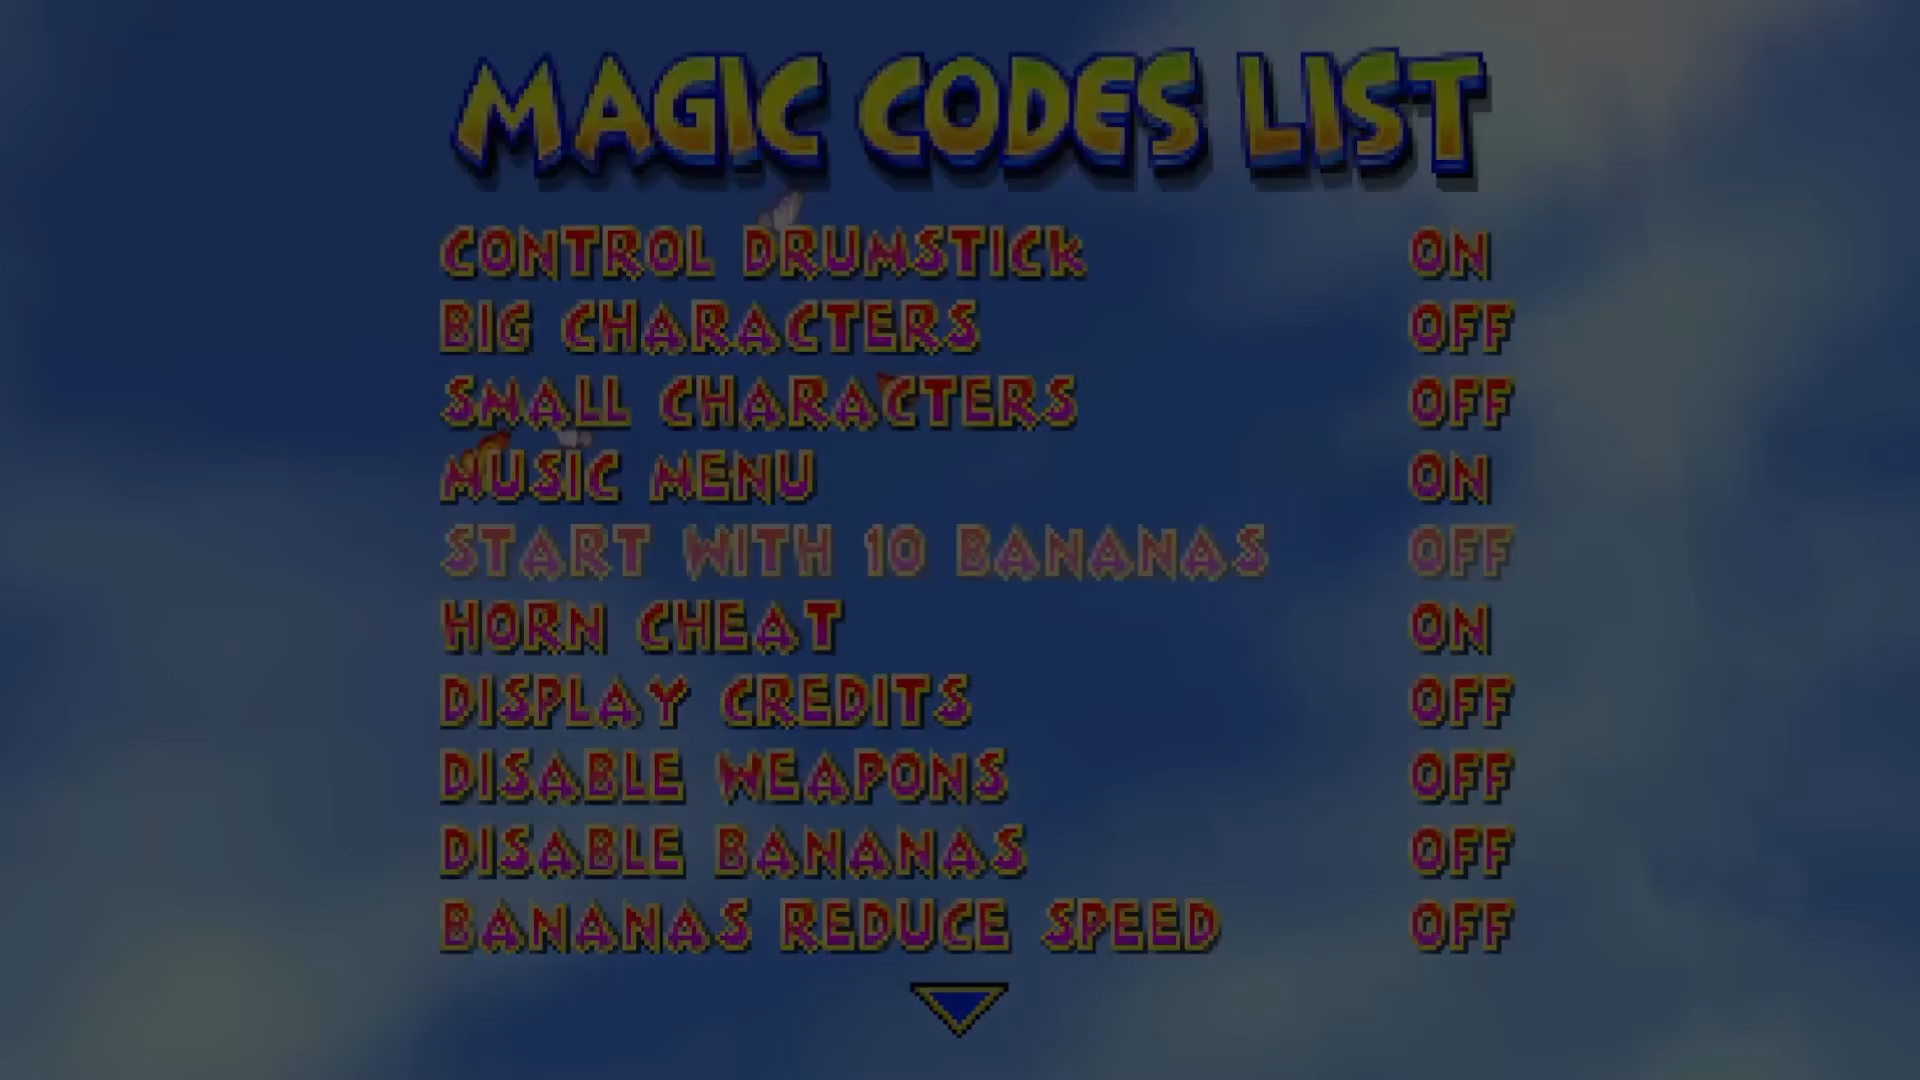 MAGIC CODES LIST
CONTROL DRUMSTICK ON
BIG CHARACTERS OFF
SMALL CHARACTERS OFF
MUSIC MENU ON
START WITH 10 BANANAS OFF
HORN CHEAT ON
DISPLAY CREDITS OFF
DISABLE WEAPONS OFF
DISABLE BANANAS OFF
BANANAS REDUCE SPEED OFF